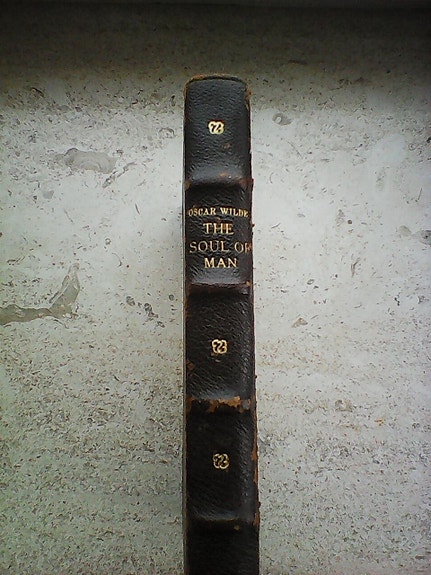 OSCAR WILDE
THE
SOUL OF
MAN